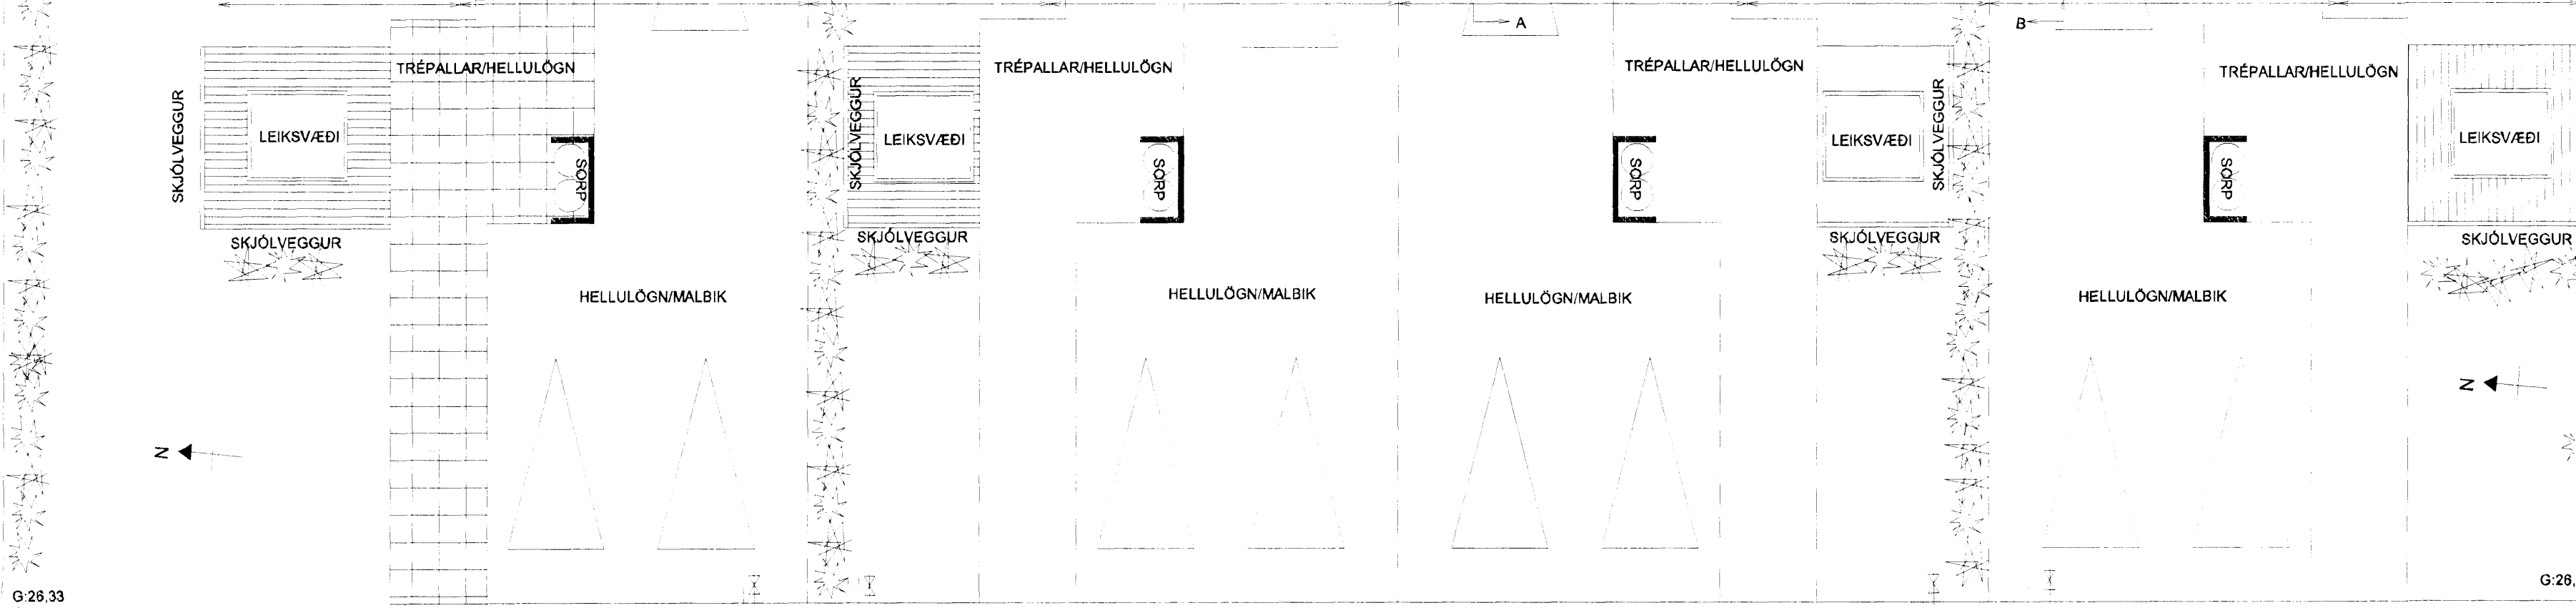 A
B
TRÉPALLAR/HELLULÖGN
TRÉPALLAR/HELLULÖGN
TRÉPALLAR/HELLULÖGN
TRÉPALLAR/HELLULÖGN
SKJÓLVEGGUR
LEIKSVÆÐI
SORP
SKJÓLVEGGUR
LEIKSVÆÐI
SORP
SORP
LEIKSVÆÐI
SKJÓLVEGGUR
SORP
LEIKSVÆÐI
SKJÓLVEGGUR
SKJÓLVEGGUR
SKJÓLVEGGUR
SKJÓLVEGGUR
HELLULÖGN/MALBIK
HELLULÖGN/MALBIK
HELLULÖGN/MALBIK
HELLULÖGN/MALBIK
N
N
G:26,33
G:26,